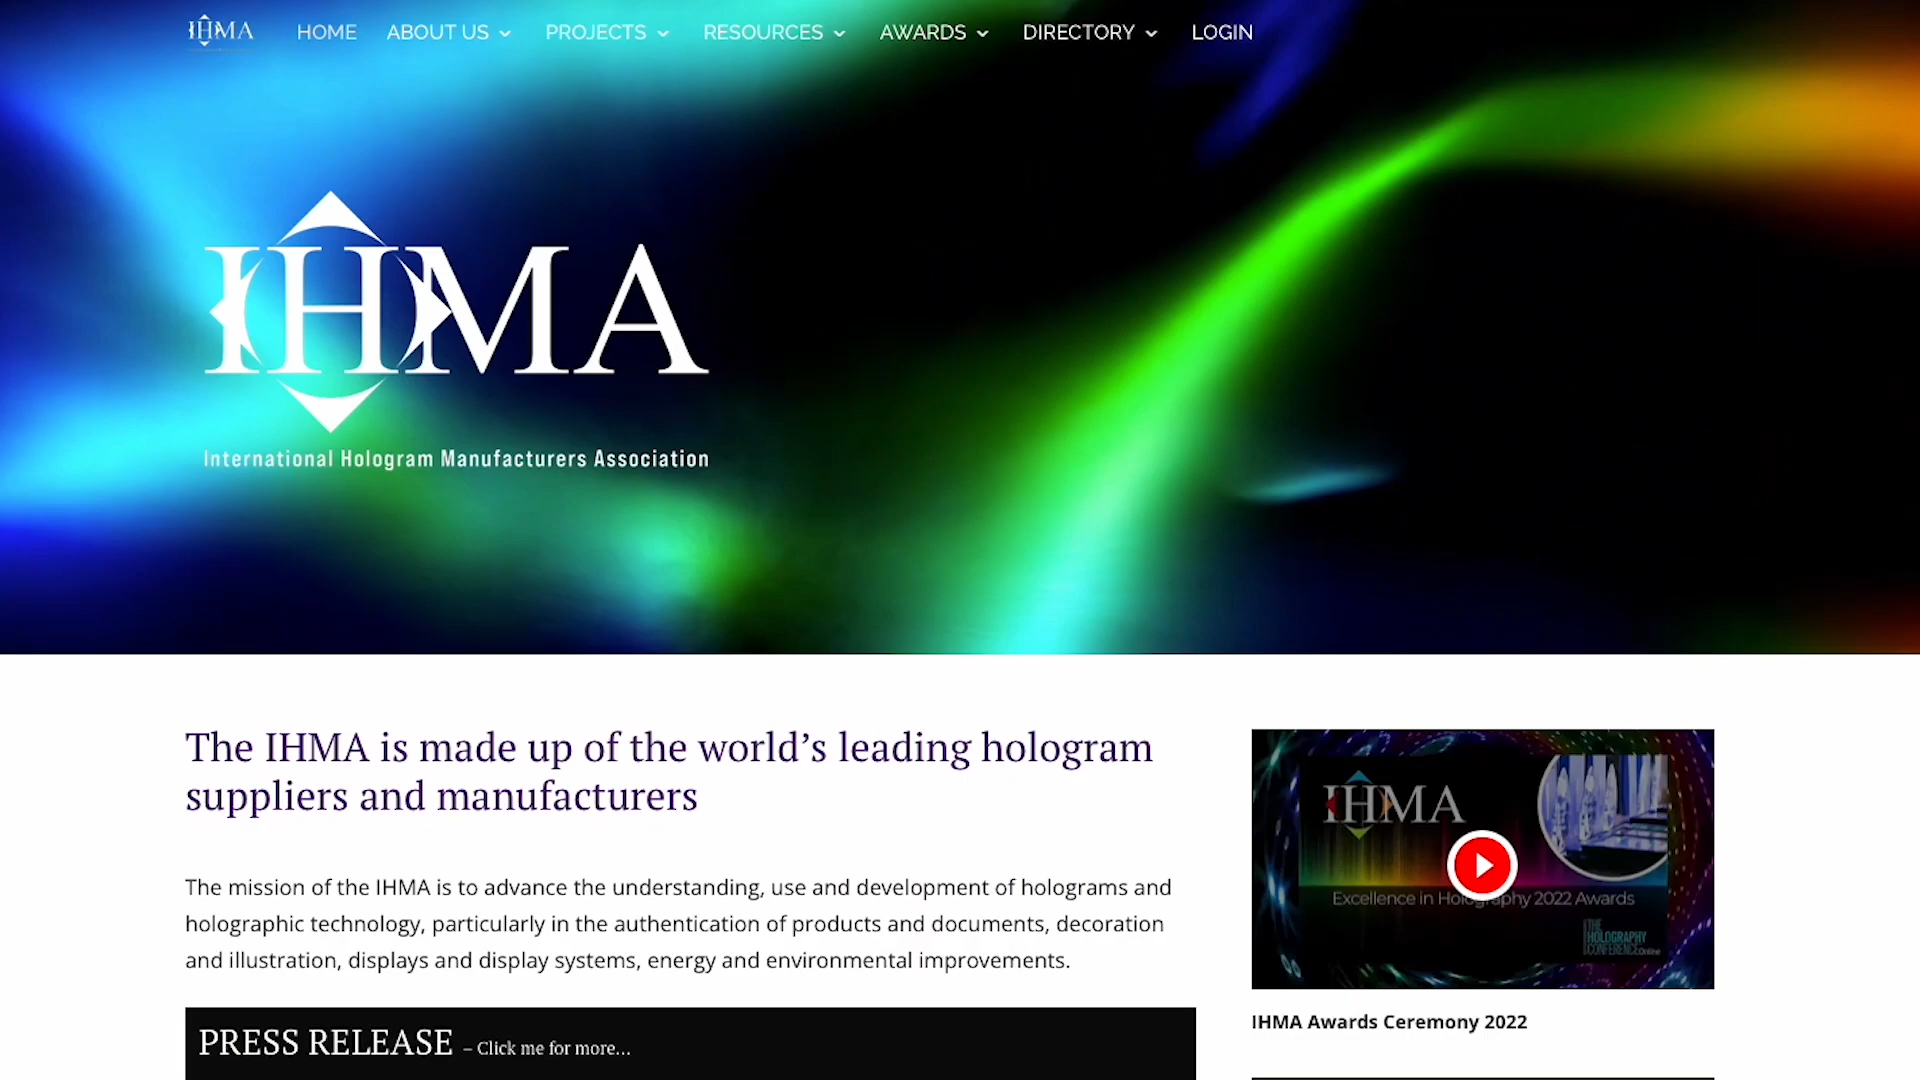 IHMA HOME ABOUT US PROJECTS RESOURCES AWARDS DIRECTORY LOGIN
IHMA
International Hologram Manufacturers Association
The IHMA is made up of the world’s leading hologram
suppliers and manufacturers
The mission of the IHMA is to advance the understanding, use and development of holograms and
holographic technology, particularly in the authentication of products and documents, decoration
and illustration, displays and display systems, energy and environmental improvements.
PRESS RELEASE – Click me for more...
IHMA
Excellence in Holography 2022 Awards
THE
HOLOGRAPHY
CONFERENCE Online
IHMA Awards Ceremony 2022